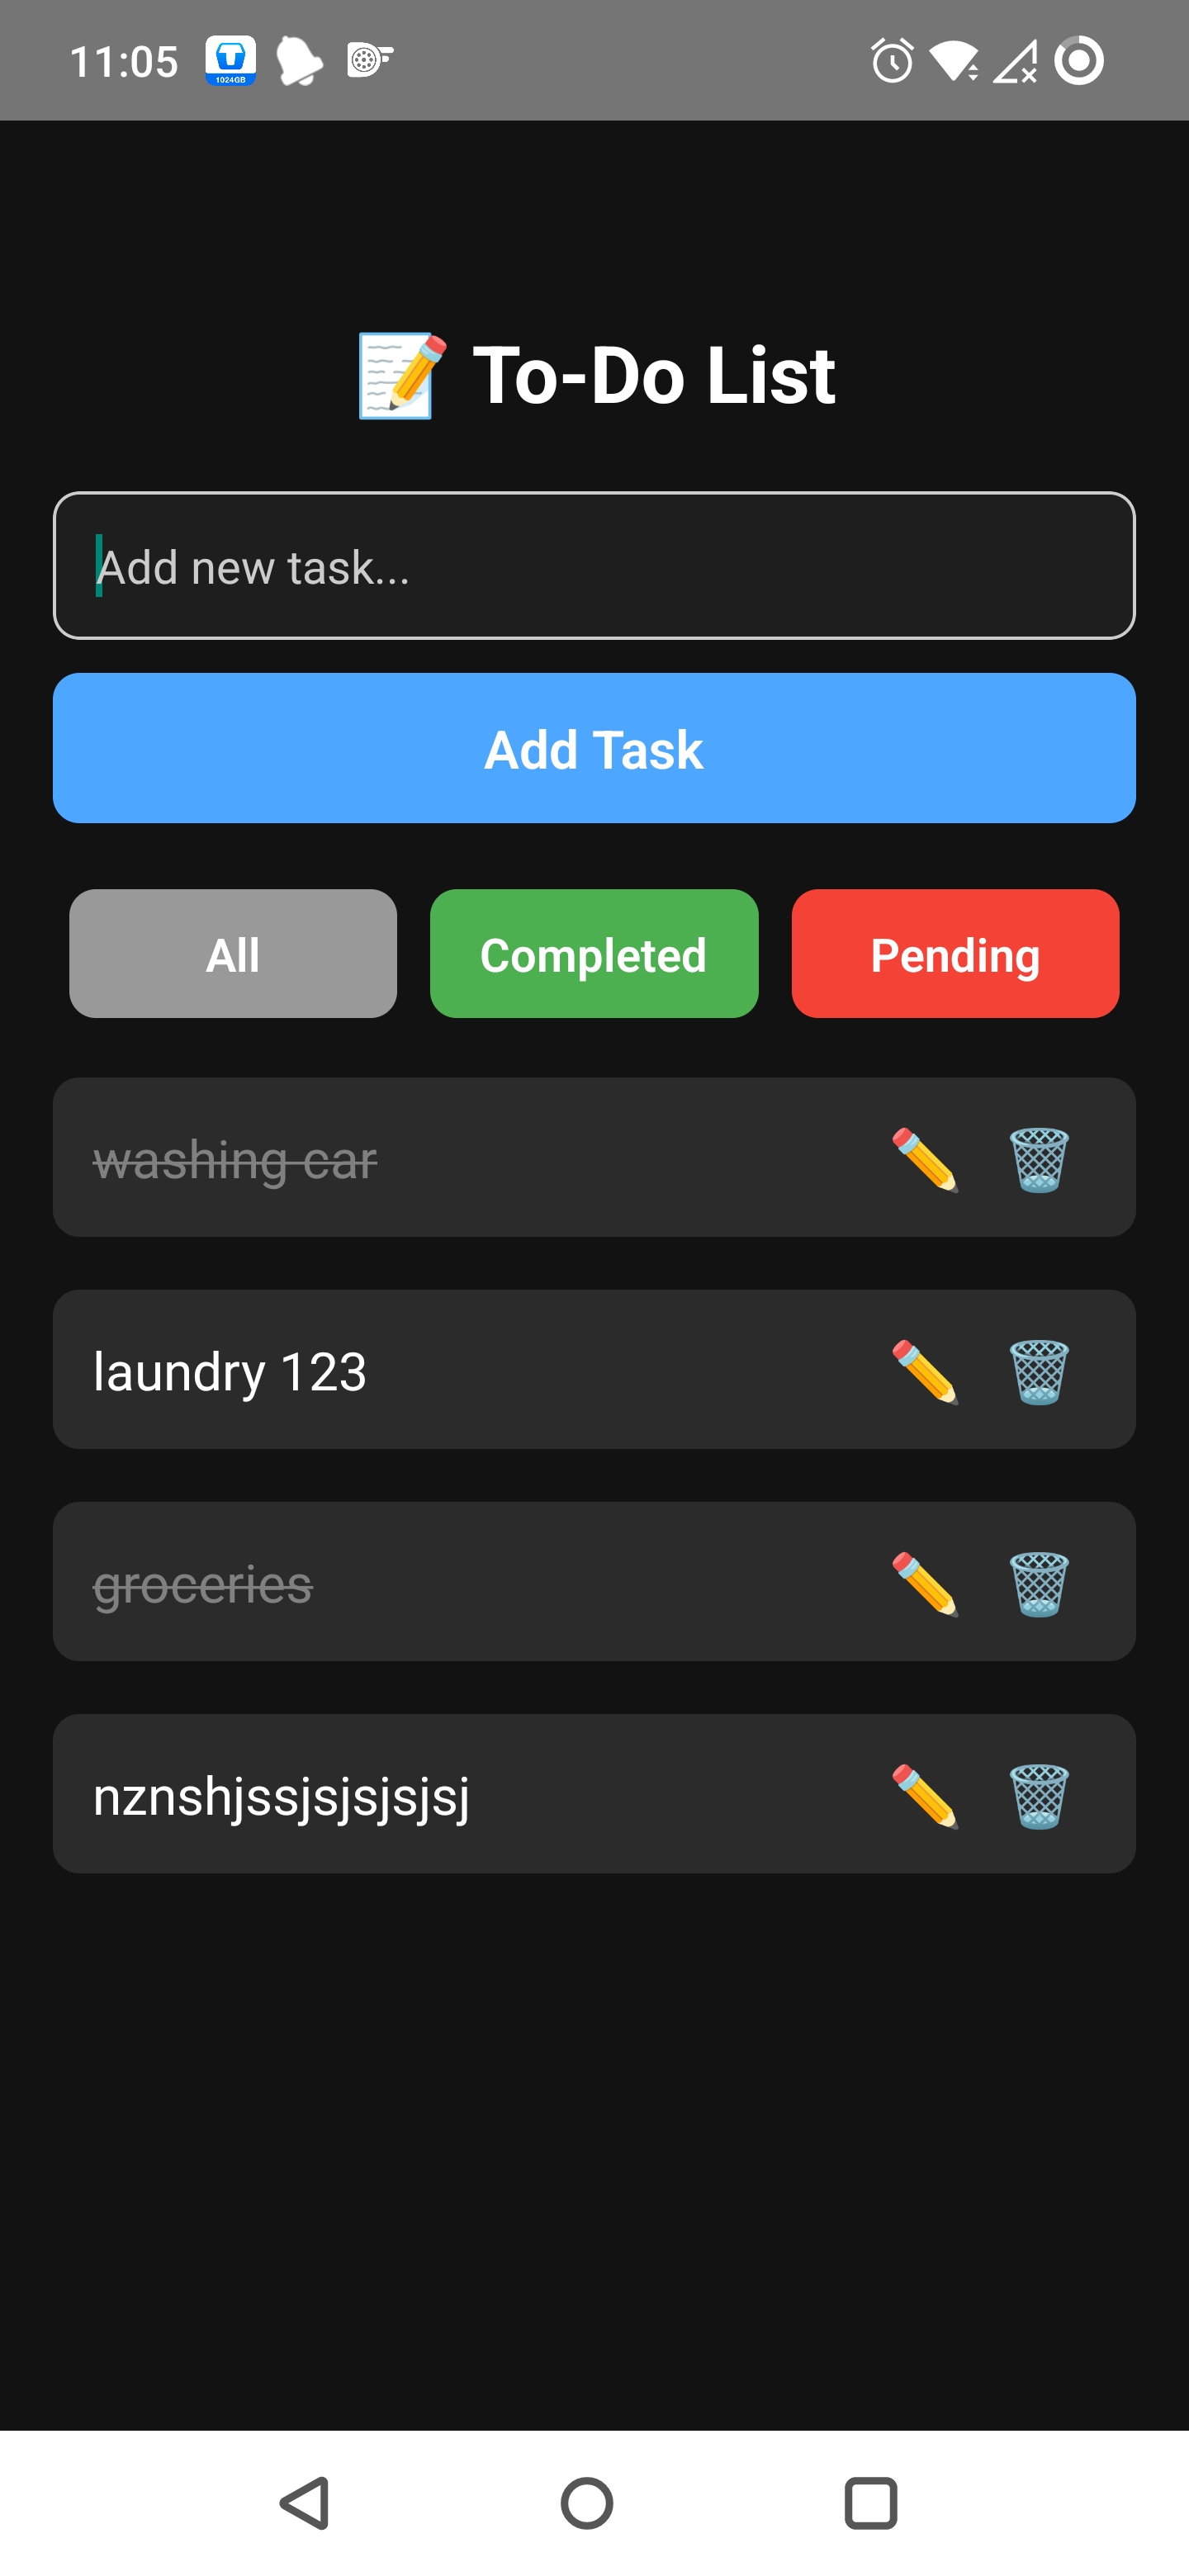 11:05
1024GB
To-Do List
Add new task...
Add Task
All
Completed
Pending
washing car
laundry 123
groceries
nznshjssjsjsjsjsj